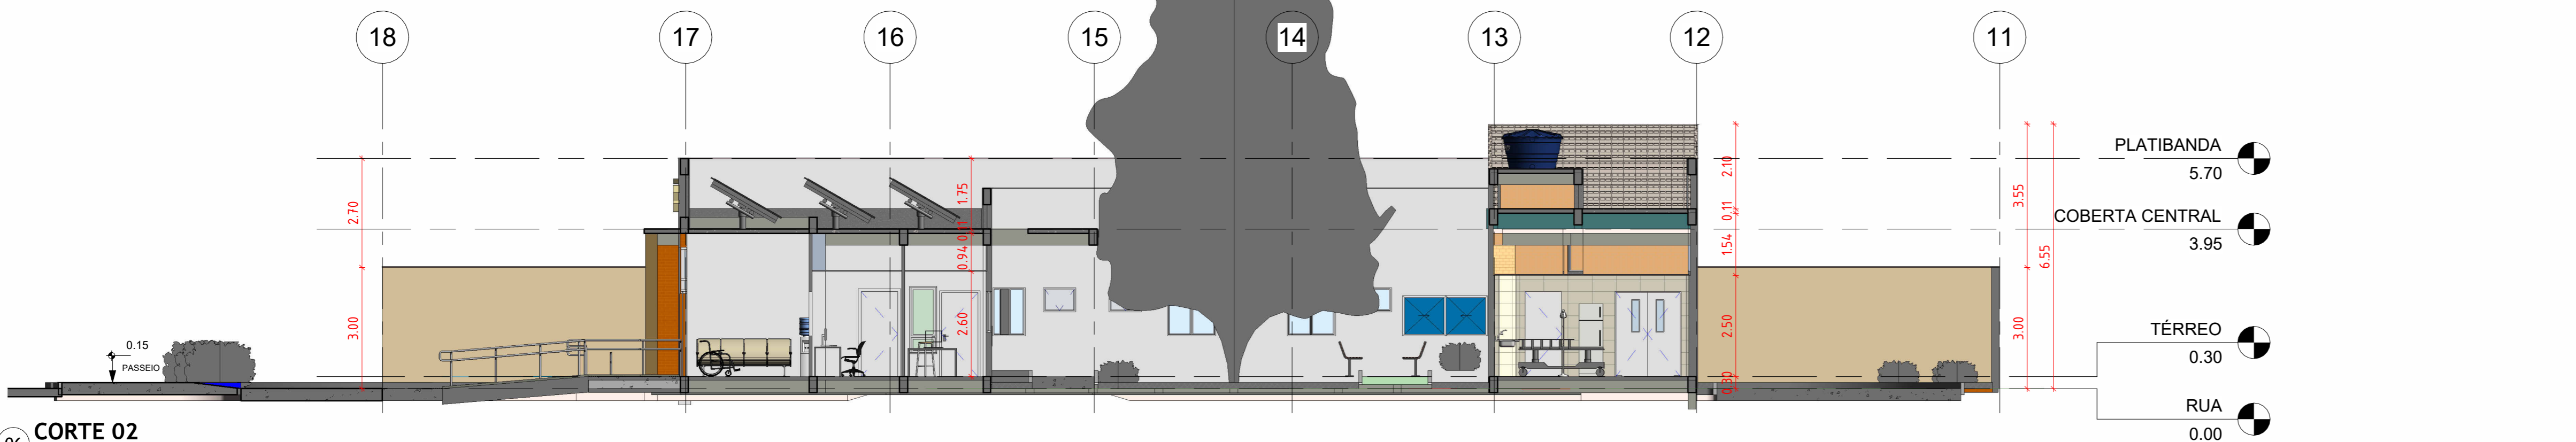 18 17 16 15 14 13 12 11
PLATIBANDA
5.70
COBERTA CENTRAL
3.95
TÉRREO
0.30
RUA
0.00
2.70
3.00
0.15
PASSEIO
1.75
0.11
0.94
2.60
2.10
0.11
1.54
2.50
0.30
3.55
3.00
6.55
06 CORTE 02